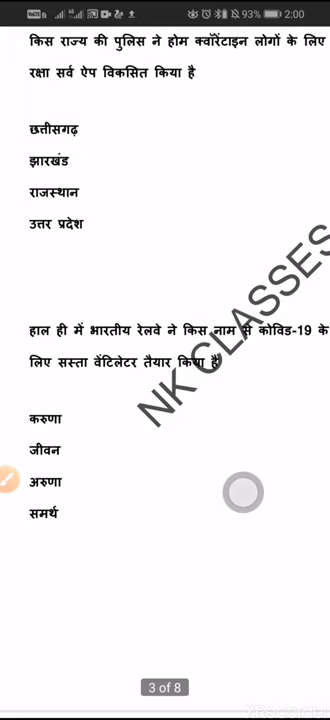 93% 2:00
किस राज्य की पुलिस ने होम क्वॉरेंटाइन लोगों के लिए
रक्षा सर्व ऐप विकसित किया है
छत्तीसगढ़
झारखंड
राजस्थान
उत्तर प्रदेश
हाल ही में भारतीय रेलवे ने किस नाम से कोविड-19 के
लिए सस्ता वेंटिलेटर तैयार किया है
NK CLASSES
करुणा
जीवन
अरुणा
समर्थ
3 of 8